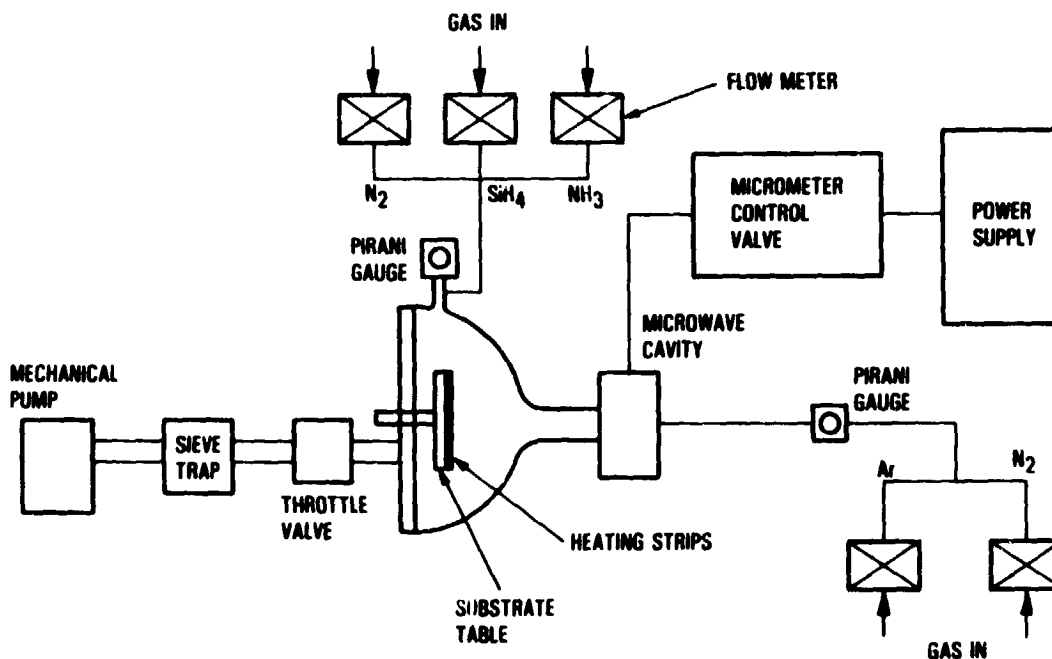 GAS IN
FLOW METER
N2
SiH4
NH3
MICROMETER
CONTROL
VALVE
POWER
SUPPLY
PIRANI
GAUGE
MICROWAVE
CAVITY
MECHANICAL
PUMP
SIEVE
TRAP
THROTTLE
VALVE
PIRANI
GAUGE
Ar
N2
HEATING STRIPS
SUBSTRATE
TABLE
GAS IN